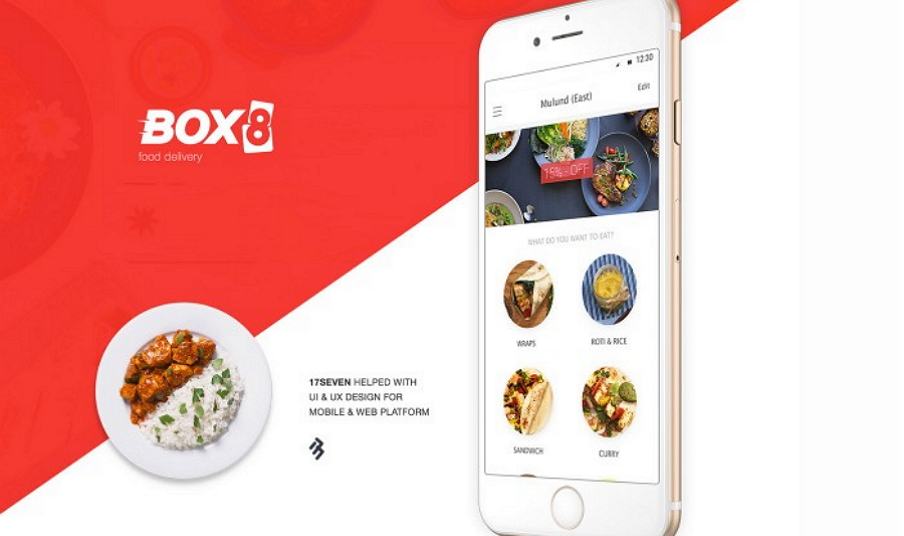 BOX8
food delivery
17SEVEN HELPED WITH
UI & UX DESIGN FOR
MOBILE & WEB PLATFORM
12:30
Mulund (East)
Edit
15% OFF
WHAT DO YOU WANT TO EAT?
WRAPS
ROTI & RICE
SANDWICH
CURRY